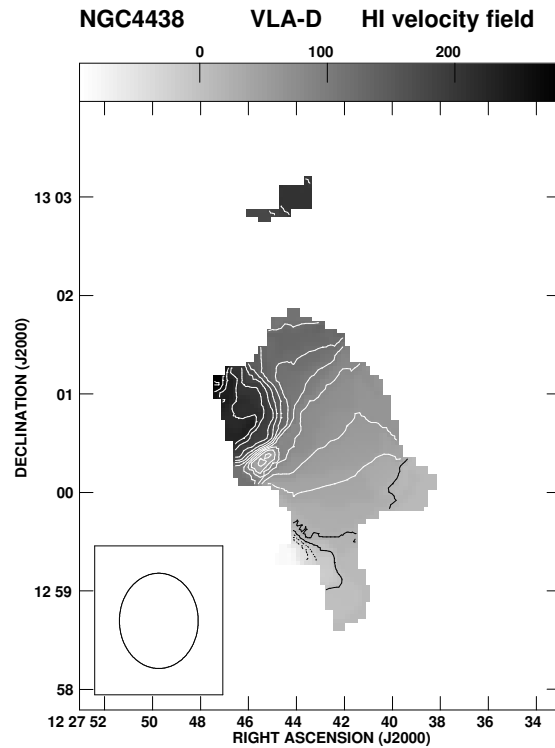 NGC4438 VLA-D HI velocity field
0 100 200
13 03
02
01
00
12 59
58
DECLINATION (J2000)
12 27 52 50 48 46 44 42 40 38 36 34
RIGHT ASCENSION (J2000)